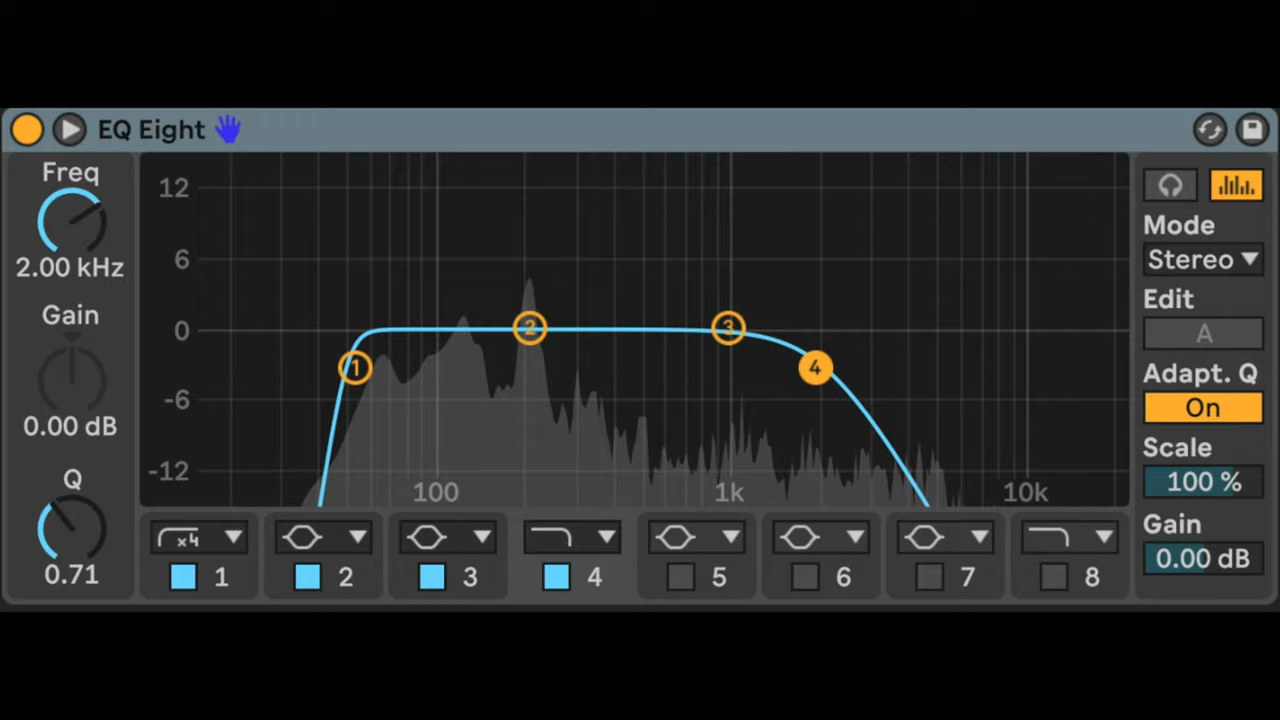 EQ Eight
Freq
2.00 kHz
Gain
0.00 dB
Q
0.71
12
6
0
-6
-12
100
1k
10k
1
2
3
4
Mode
Stereo
Edit
A
Adapt. Q
On
Scale
100 %
Gain
0.00 dB
x4
1
2
3
4
5
6
7
8